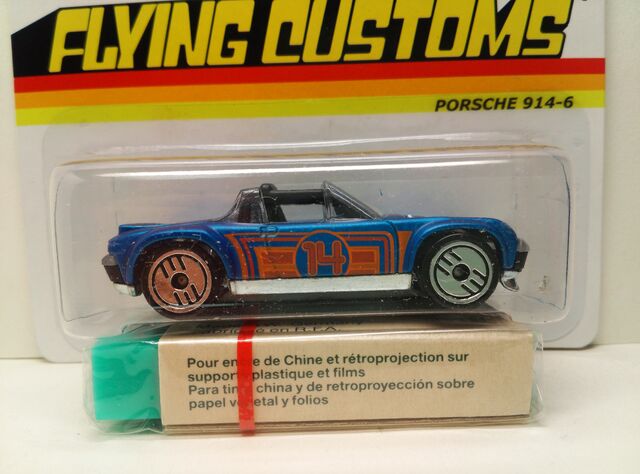 FLYING CUSTOMS
PORSCHE 914-6
14
en R.F.A.
Pour en de Chine et rétroprojection sur
support plastique et films
Para tin china y de retroproyección sobre
papel v etal y folios